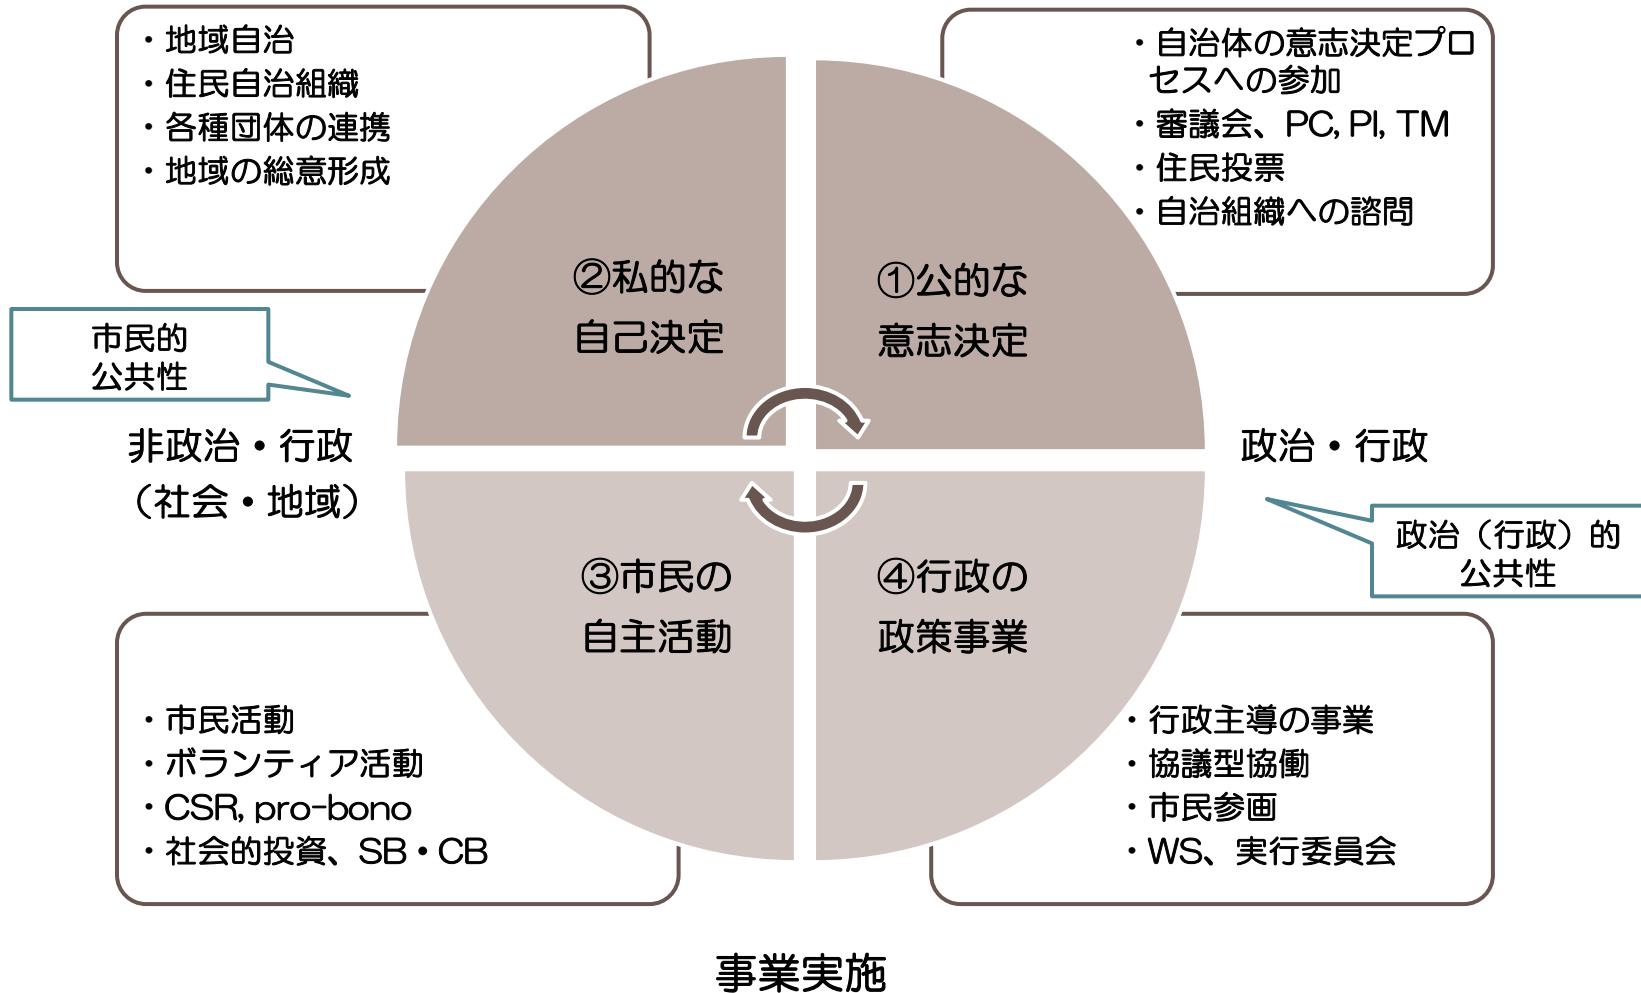 ・地域自治
・住民自治組織
・各種団体の連携
・地域の総意形成
・自治体の意志決定プロ
セスへの参加
・審議会、PC, PI, TM
・住民投票
・自治組織への諮問
②私的な
自己決定
①公的な
意志決定
市民的
公共性
非政治・行政
（社会・地域）
政治・行政
政治（行政）的
公共性
③市民の
自主活動
④行政の
政策事業
・市民活動
・ボランティア活動
・CSR, pro-bono
・社会的投資、SB・CB
・行政主導の事業
・協議型協働
・市民参画
・WS、実行委員会
事業実施